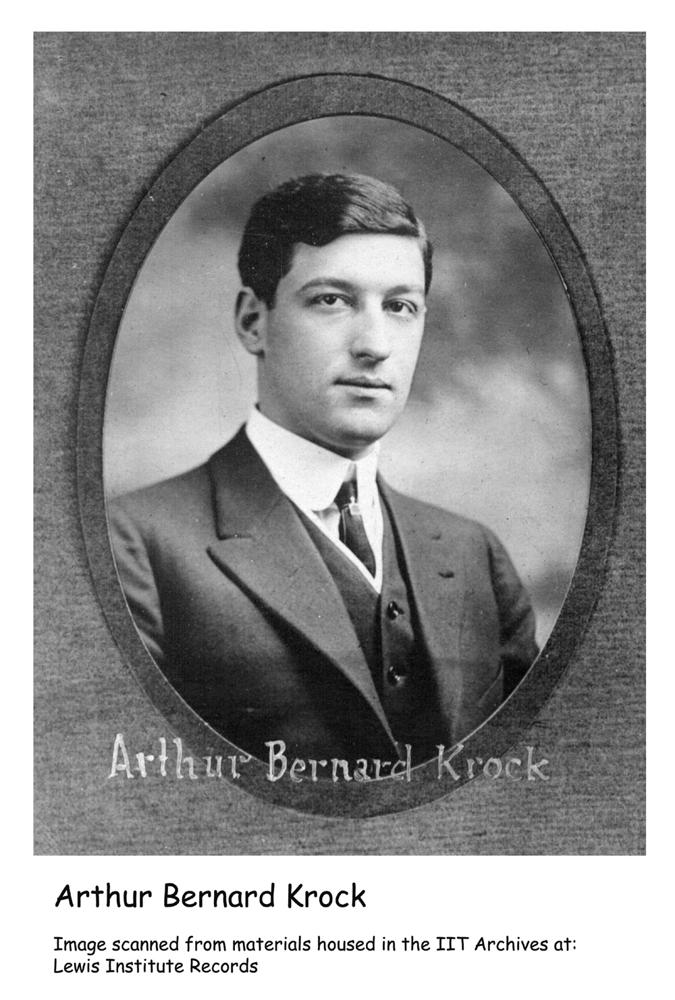 Arthur Bernard Krock
Arthur Bernard Krock
Image scanned from materials housed in the IIT Archives at:
Lewis Institute Records